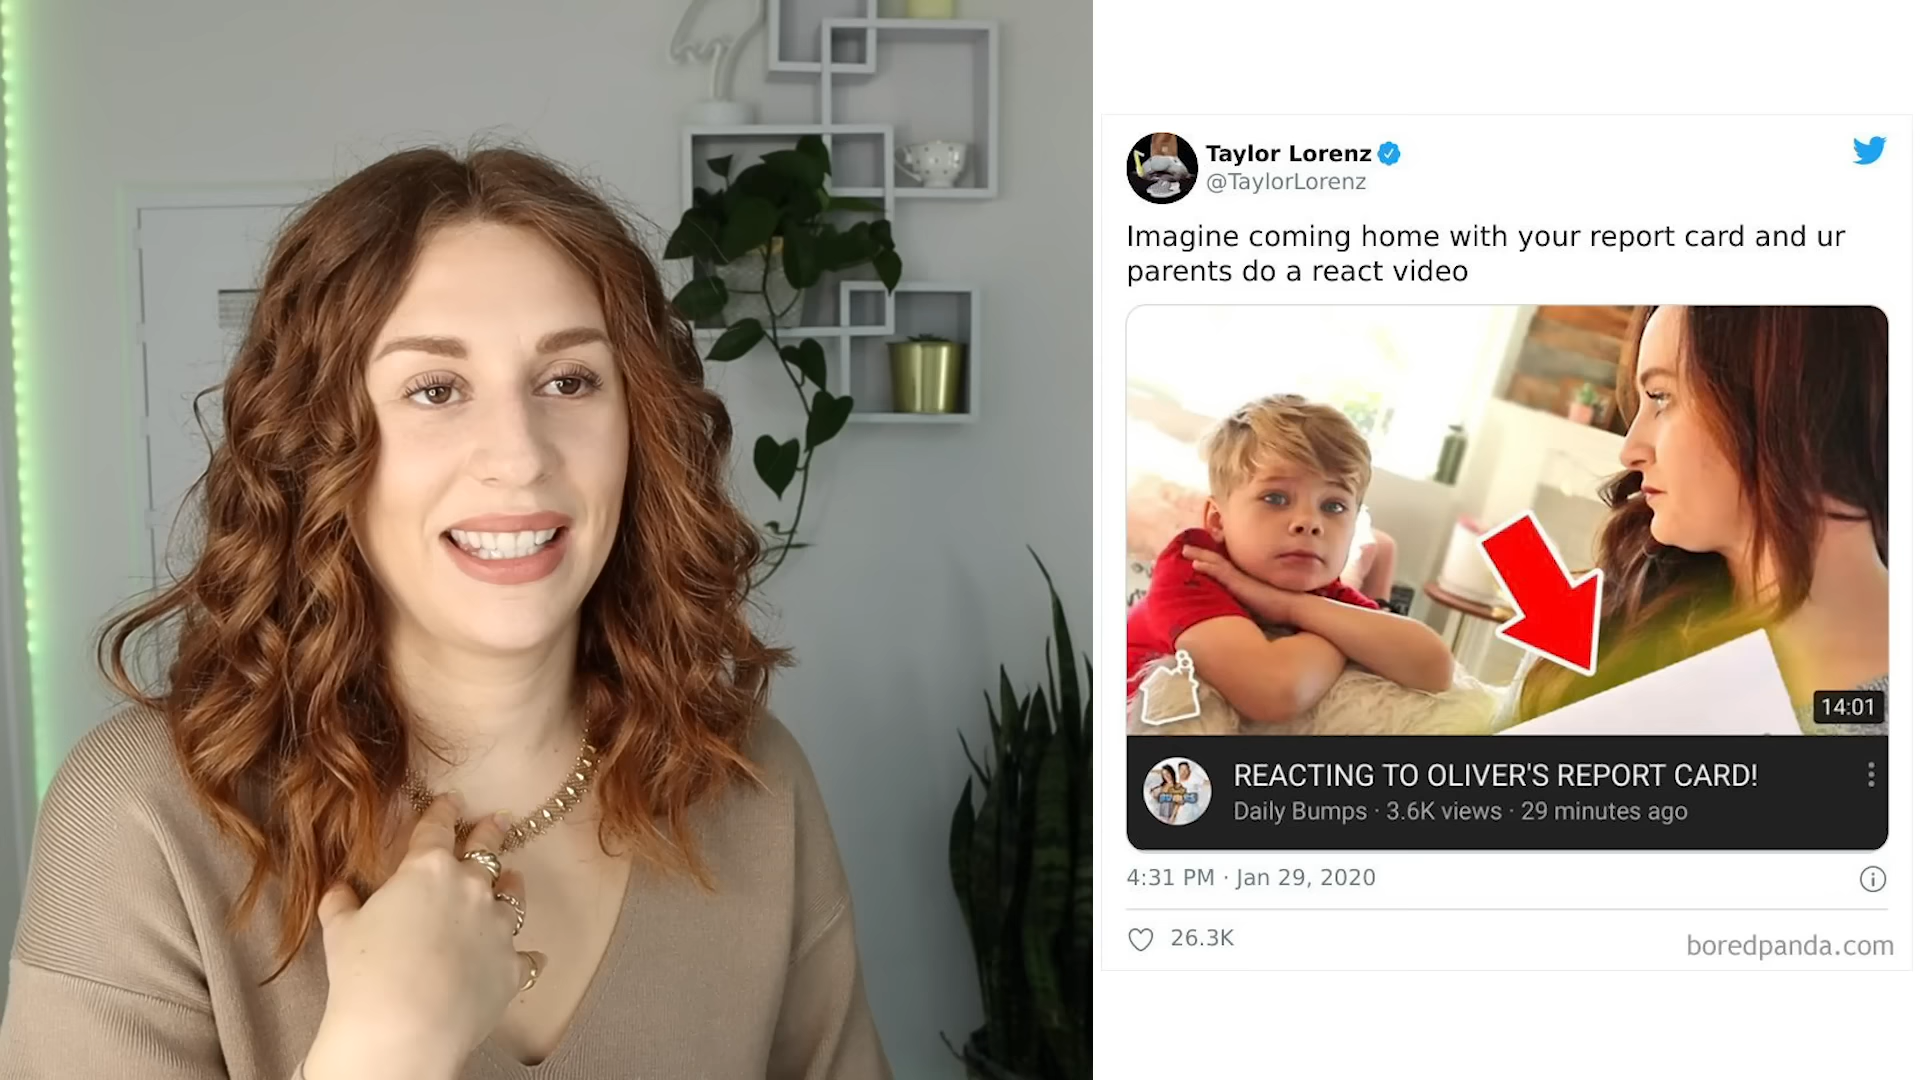 Taylor Lorenz
@TaylorLorenz
Imagine coming home with your report card and ur
parents do a react video
14:01
REACTING TO OLIVER'S REPORT CARD!
Daily Bumps · 3.6K views · 29 minutes ago
4:31 PM · Jan 29, 2020
26.3K
boredpanda.com